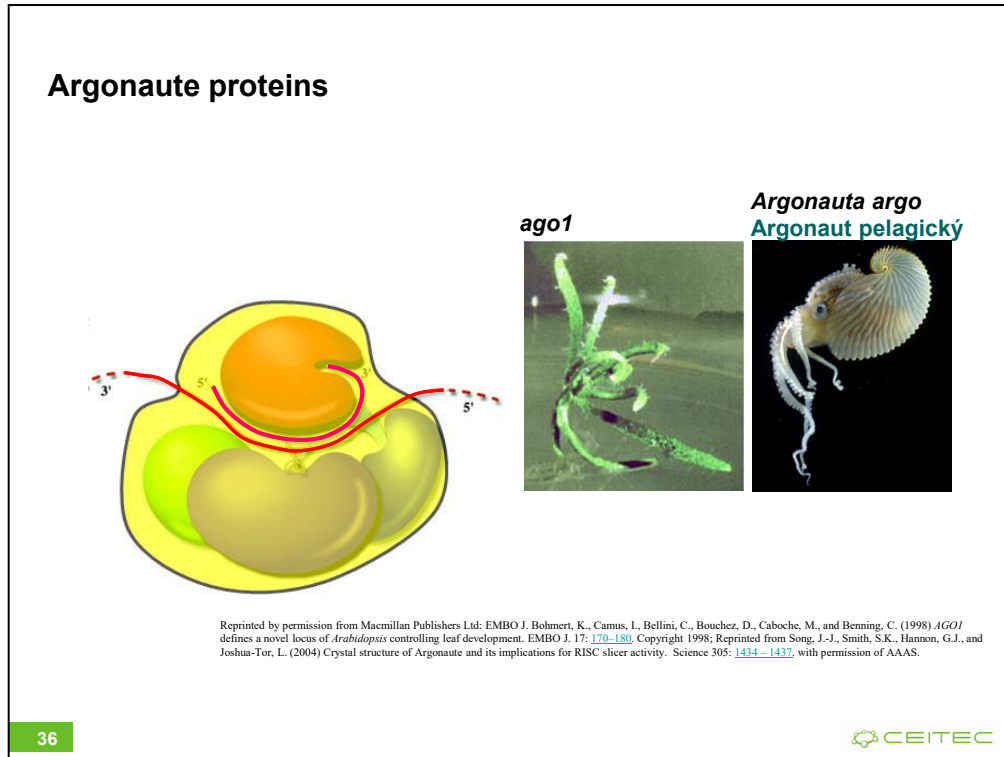 Argonaute proteins
ago1
Argonauta argo
Argonaut pelagický
3'
5'
3'
5'
Reprinted by permission from Macmillan Publishers Ltd: EMBO J. Bohmert, K., Camus, I., Bellini, C., Bouchez, D., Caboche, M., and Benning, C. (1998) AGO1
defines a novel locus of Arabidopsis controlling leaf development. EMBO J. 17: 170–180. Copyright 1998; Reprinted from Song, J.-J., Smith, S.K., Hannon, G.J., and
Joshua-Tor, L. (2004) Crystal structure of Argonaute and its implications for RISC slicer activity. Science 305: 1434 – 1437. with permission of AAAS.
36
CEITEC